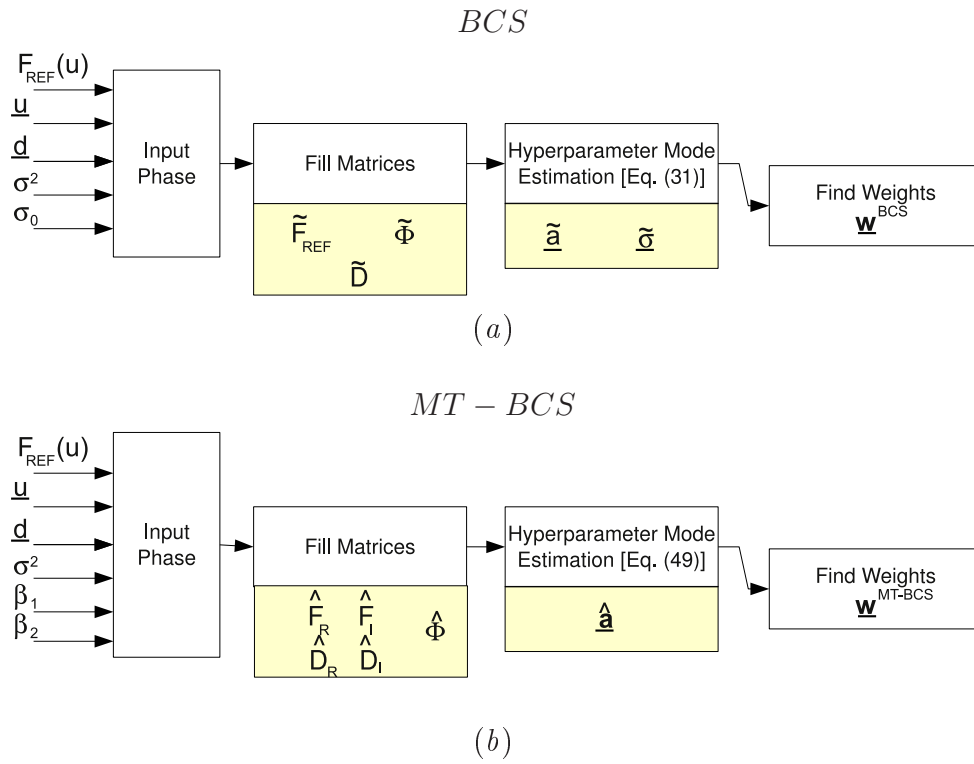 BCS
F_REF(u)
u
d
σ²
σ₀
Input
Phase
Fill Matrices
F̃_REF Φ̃
D̃
Hyperparameter Mode
Estimation [Eq. (31)]
ã σ̃
Find Weights
w^BCS
(a)
MT − BCS
F_REF(u)
u
d
σ²
β₁
β₂
Input
Phase
Fill Matrices
F̂_R F̂_I Φ̂
D̂_R D̂_I
Hyperparameter Mode
Estimation [Eq. (49)]
â
Find Weights
w^MT-BCS
(b)